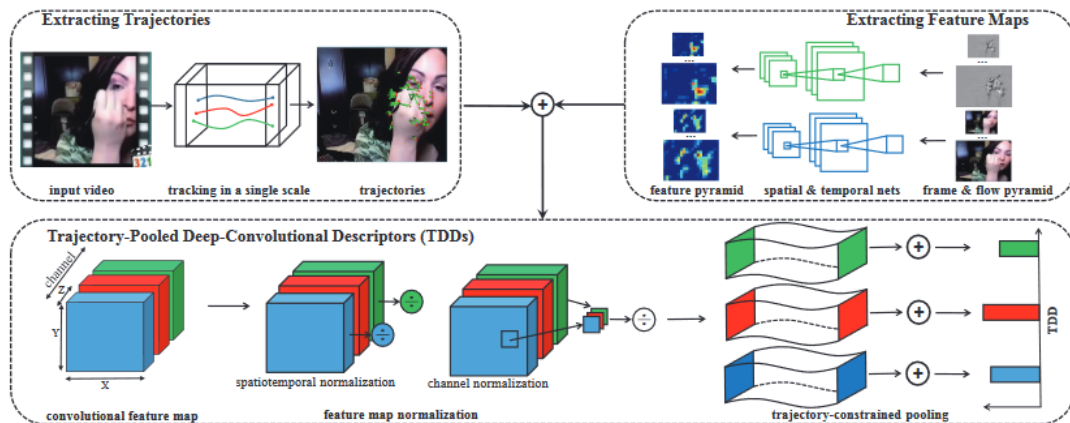 Extracting Trajectories
321
input video
tracking in a single scale
trajectories
Extracting Feature Maps
...
...
...
...
feature pyramid
spatial & temporal nets
frame & flow pyramid
Trajectory-Pooled Deep-Convolutional Descriptors (TDDs)
channel
Z
Y
X
convolutional feature map
spatiotemporal normalization
channel normalization
feature map normalization
trajectory-constrained pooling
TDD